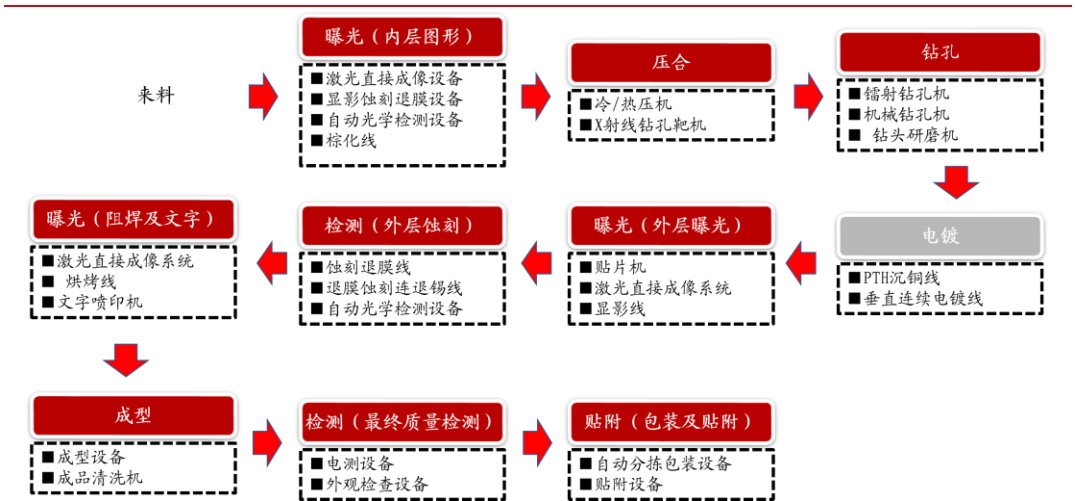 来料
曝光（内层图形）
■激光直接成像设备
■显影蚀刻退膜设备
■自动光学检测设备
■棕化线
压合
■冷/热压机
■X射线钻孔靶机
钻孔
■镭射钻孔机
■机械钻孔机
■ 钻头研磨机
电镀
■PTH沉铜线
■垂直连续电镀线
曝光（外层曝光）
■贴片机
■激光直接成像系统
■显影线
检测（外层蚀刻）
■蚀刻退膜线
■退膜蚀刻连退锡线
■自动光学检测设备
曝光（阻焊及文字）
■激光直接成像系统
■ 烘烤线
■文字喷印机
成型
■成型设备
■成品清洗机
检测（最终质量检测）
■电测设备
■外观检查设备
贴附（包装及贴附）
■自动分拣包装设备
■贴附设备